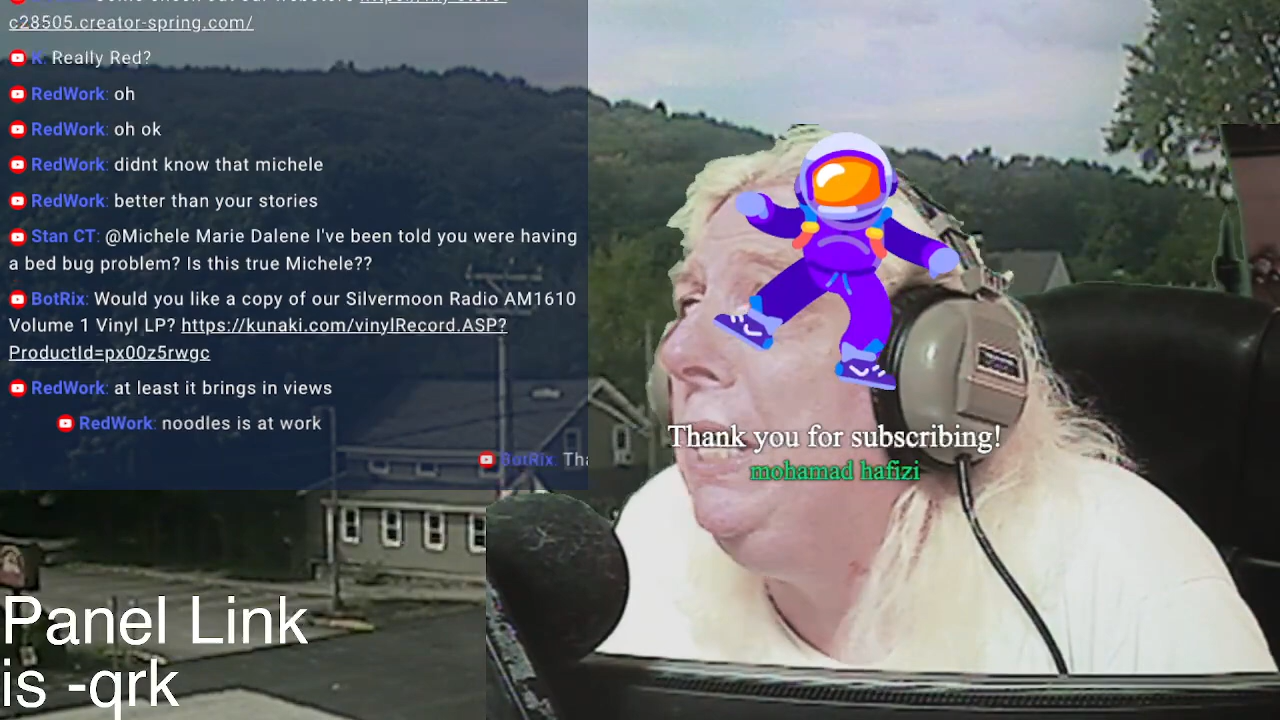 c28505.creator-spring.com/
K: Really Red?
RedWork: oh
RedWork: oh ok
RedWork: didnt know that michele
RedWork: better than your stories
Stan CT: @Michele Marie Dalene I've been told you were having
a bed bug problem? Is this true Michele??
BotRix: Would you like a copy of our Silvermoon Radio AM1610
Volume 1 Vinyl LP? https://kunaki.com/vinylRecord.ASP?
ProductId=px00z5rwgc
RedWork: at least it brings in views
RedWork: noodles is at work
BotRix: Tha
Thank you for subscribing!
mohamad hafizi
Panel Link
is -qrk